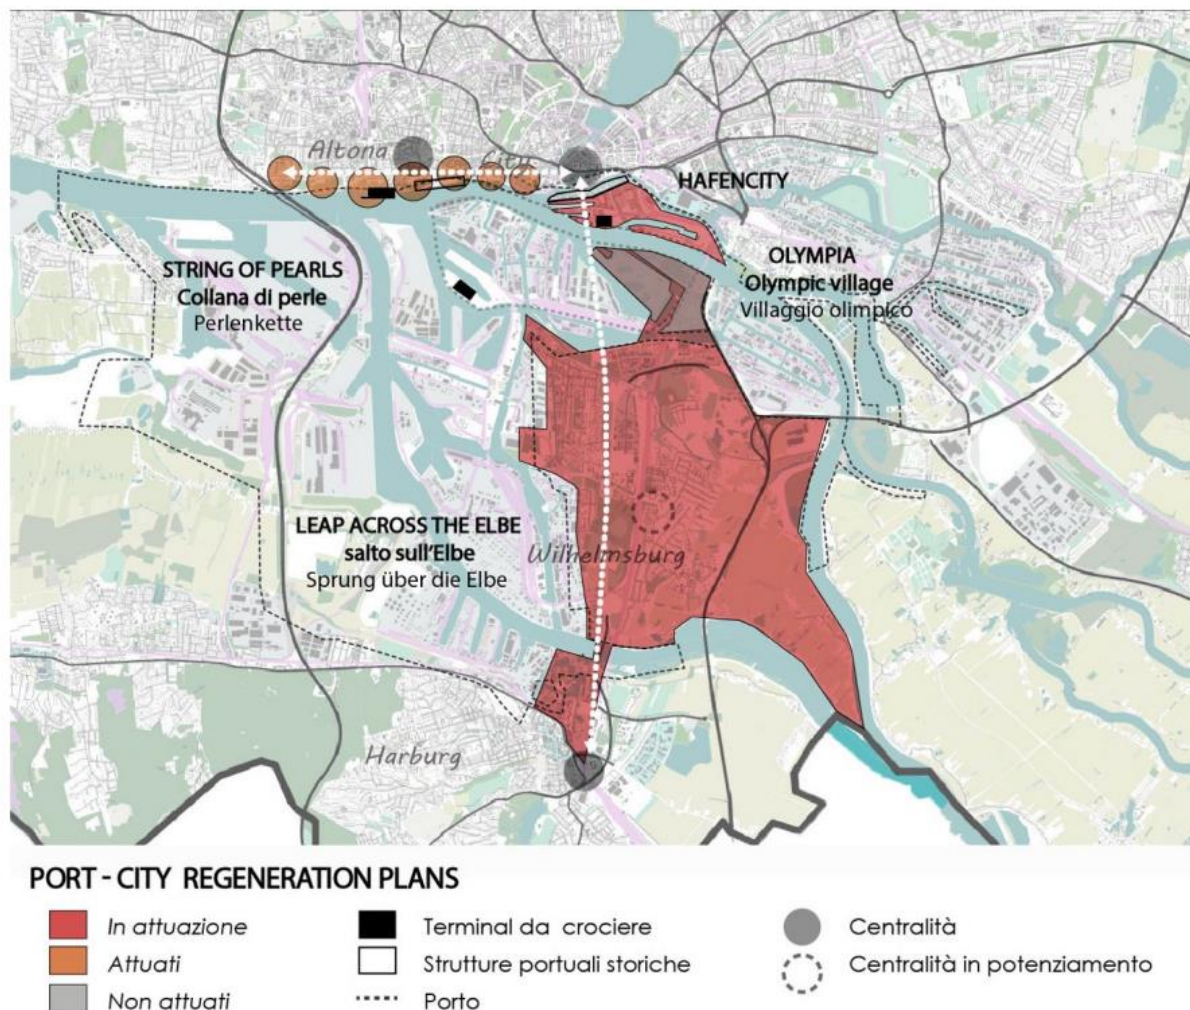 Altona
City
HAFENCITY
STRING OF PEARLS
Collana di perle
Perlenkette
OLYMPIA
Olympic village
Villaggio olimpico
LEAP ACROSS THE ELBE
salto sull'Elbe
Sprung über die Elbe
Wilhelmsburg
Harburg
PORT - CITY REGENERATION PLANS
In attuazione
Terminal da crociere
Centralità
Attuati
Strutture portuali storiche
Centralità in potenziamento
Non attuati
Porto